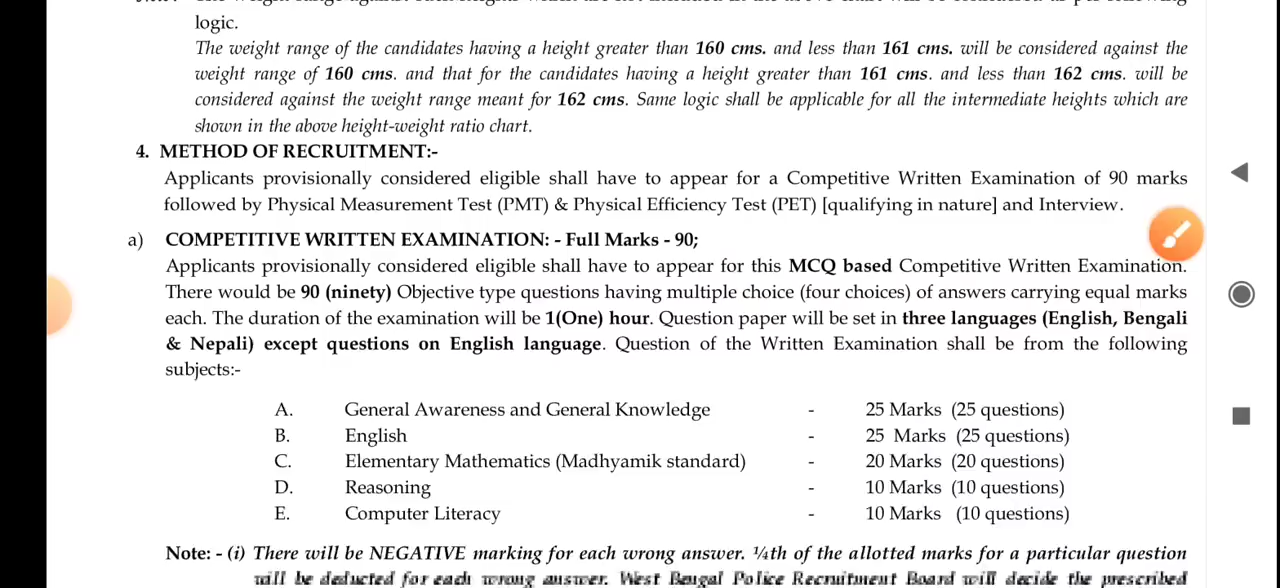 logic.
The weight range of the candidates having a height greater than 160 cms. and less than 161 cms. will be considered against the
weight range of 160 cms. and that for the candidates having a height greater than 161 cms. and less than 162 cms. will be
considered against the weight range meant for 162 cms. Same logic shall be applicable for all the intermediate heights which are
shown in the above height-weight ratio chart.
4. METHOD OF RECRUITMENT:-
Applicants provisionally considered eligible shall have to appear for a Competitive Written Examination of 90 marks
followed by Physical Measurement Test (PMT) & Physical Efficiency Test (PET) [qualifying in nature] and Interview.
a) COMPETITIVE WRITTEN EXAMINATION: - Full Marks - 90;
Applicants provisionally considered eligible shall have to appear for this MCQ based Competitive Written Examination.
There would be 90 (ninety) Objective type questions having multiple choice (four choices) of answers carrying equal marks
each. The duration of the examination will be 1(One) hour. Question paper will be set in three languages (English, Bengali
& Nepali) except questions on English language. Question of the Written Examination shall be from the following
subjects:-
A. General Awareness and General Knowledge - 25 Marks (25 questions)
B. English - 25 Marks (25 questions)
C. Elementary Mathematics (Madhyamik standard) - 20 Marks (20 questions)
D. Reasoning - 10 Marks (10 questions)
E. Computer Literacy - 10 Marks (10 questions)
Note: - (i) There will be NEGATIVE marking for each wrong answer. ¼th of the allotted marks for a particular question
will be deducted for each wrong answer. West Bengal Police Recruitment Board will decide the prescribed